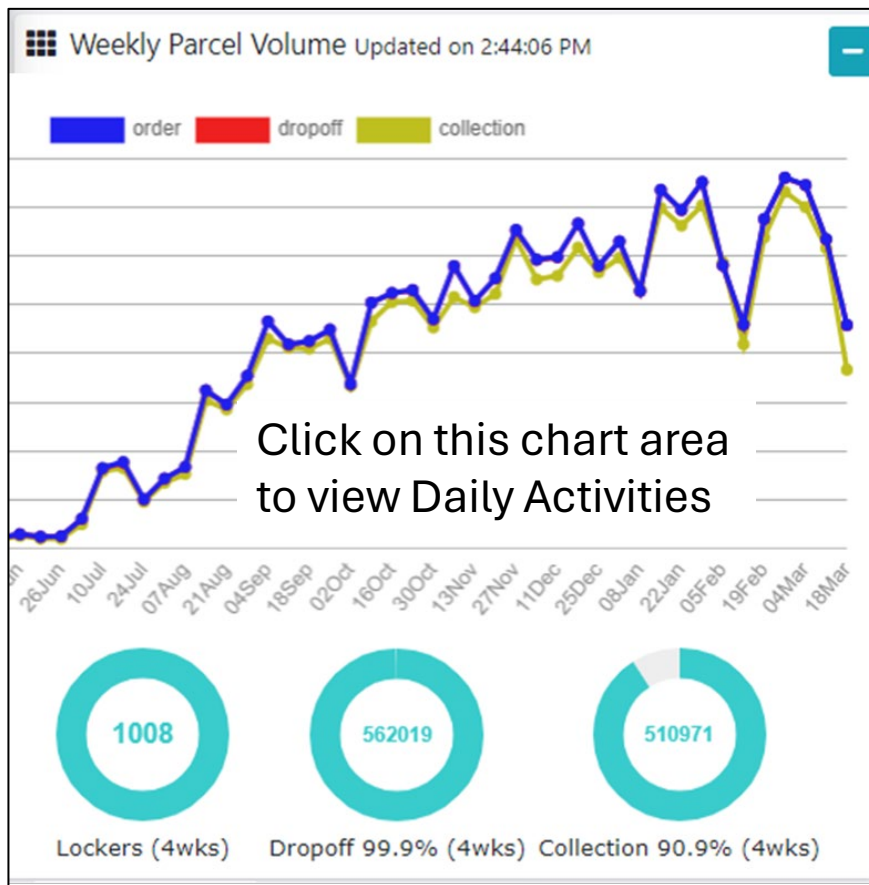 Weekly Parcel Volume Updated on 2:44:06 PM
order dropoff collection
Click on this chart area
to view Daily Activities
26Jun 10Jul 24Jul 07Aug 21Aug 04Sep 18Sep 02Oct 16Oct 30Oct 13Nov 27Nov 11Dec 25Dec 08Jan 22Jan 05Feb 19Feb 04Mar 18Mar
1008 562019 510971
Lockers (4wks) Dropoff 99.9% (4wks) Collection 90.9% (4wks)